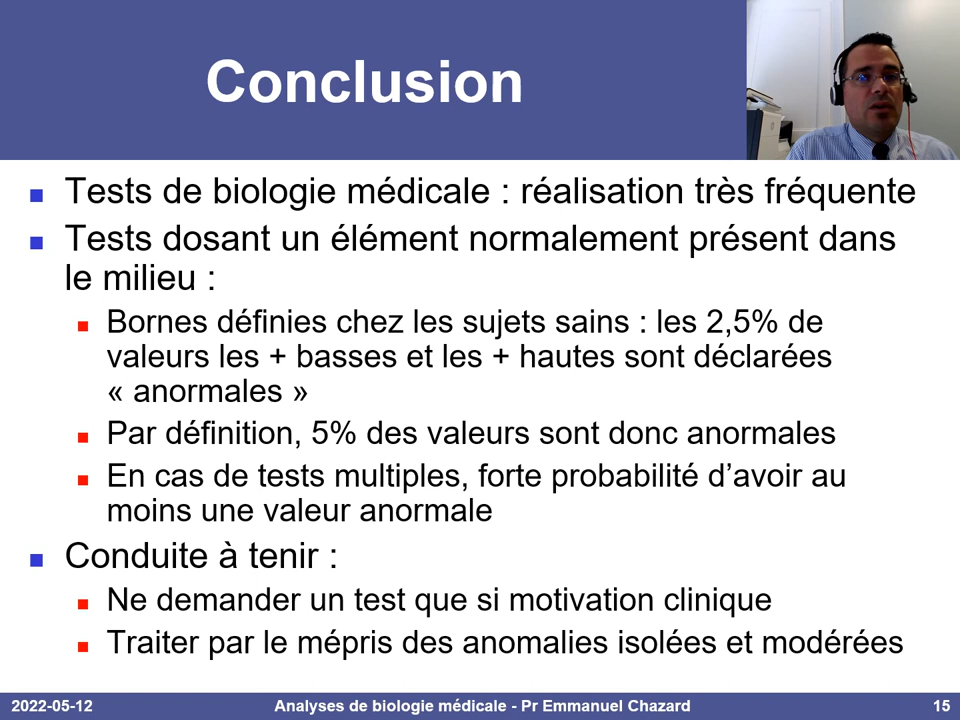 Conclusion
Tests de biologie médicale : réalisation très fréquente
Tests dosant un élément normalement présent dans
le milieu :
Bornes définies chez les sujets sains : les 2,5% de
valeurs les + basses et les + hautes sont déclarées
« anormales »
Par définition, 5% des valeurs sont donc anormales
En cas de tests multiples, forte probabilité d’avoir au
moins une valeur anormale
Conduite à tenir :
Ne demander un test que si motivation clinique
Traiter par le mépris des anomalies isolées et modérées
2022-05-12 Analyses de biologie médicale - Pr Emmanuel Chazard 15